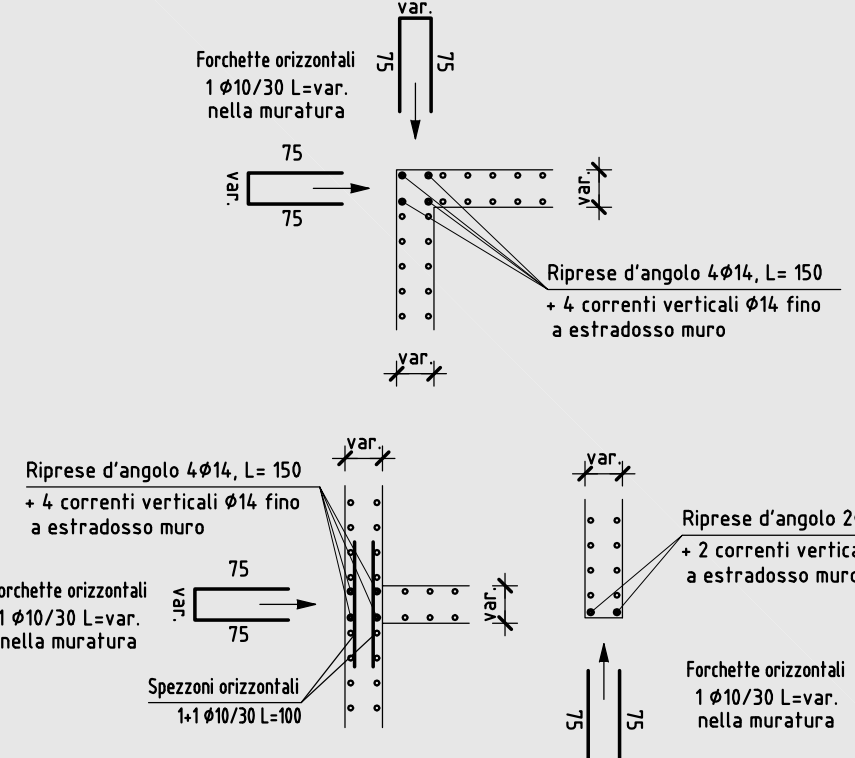 var.
75
75
Forchette orizzontali
1 Ø10/30 L=var.
nella muratura
75
var.
75
var.
Riprese d'angolo 4Ø14, L= 150
+ 4 correnti verticali Ø14 fino
a estradosso muro
var.
var.
Riprese d'angolo 4Ø14, L= 150
+ 4 correnti verticali Ø14 fino
a estradosso muro
75
var.
75
orchette orizzontali
1 Ø10/30 L=var.
nella muratura
var.
Spezzoni orizzontali
1+1 Ø10/30 L=100
var.
Riprese d'angolo 2
+ 2 correnti vertica
a estradosso muro
75
75
Forchette orizzontali
1 Ø10/30 L=var.
nella muratura